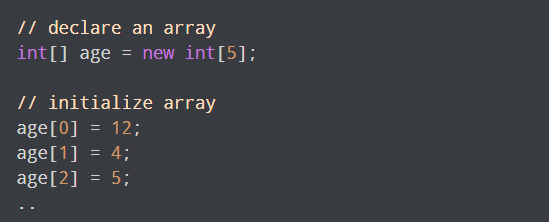 // declare an array
int[] age = new int[5];
// initialize array
age[0] = 12;
age[1] = 4;
age[2] = 5;
..